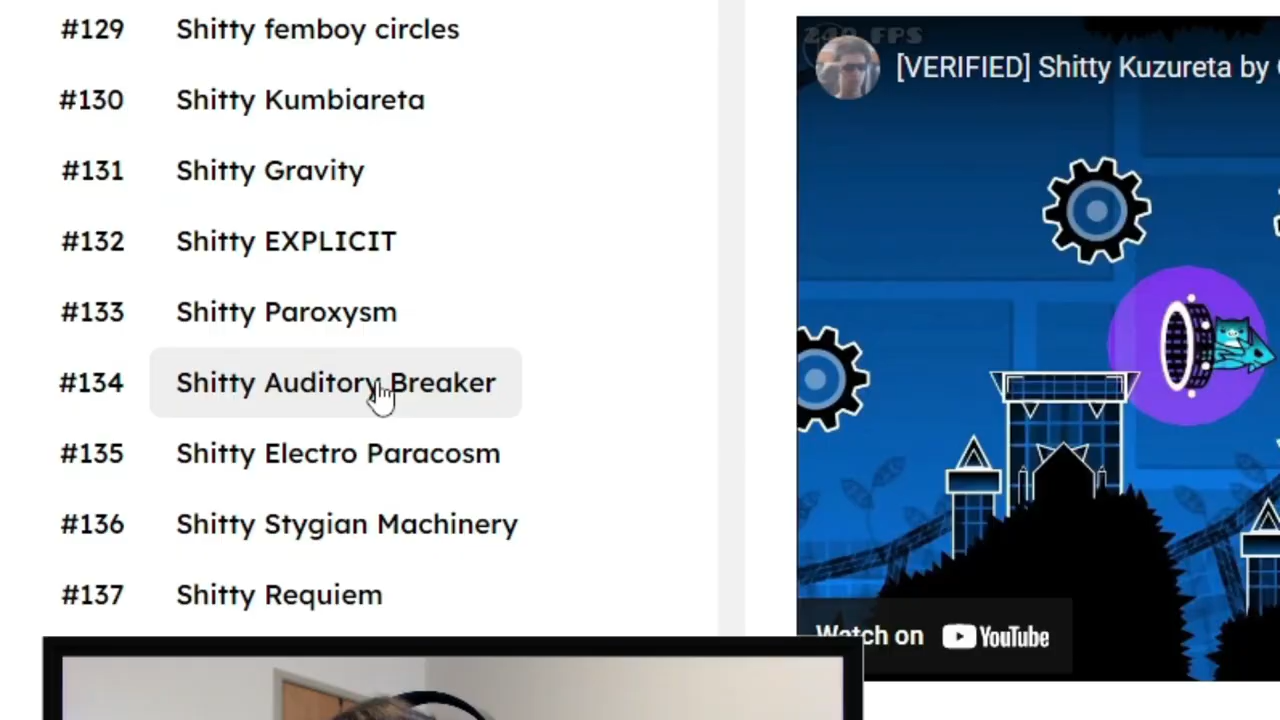 #129 Shitty femboy circles
#130 Shitty Kumbiareta
#131 Shitty Gravity
#132 Shitty EXPLICIT
#133 Shitty Paroxysm
#134 Shitty Auditory Breaker
#135 Shitty Electro Paracosm
#136 Shitty Stygian Machinery
#137 Shitty Requiem
240 FPS
[VERIFIED] Shitty Kuzureta by
Watch on YouTube